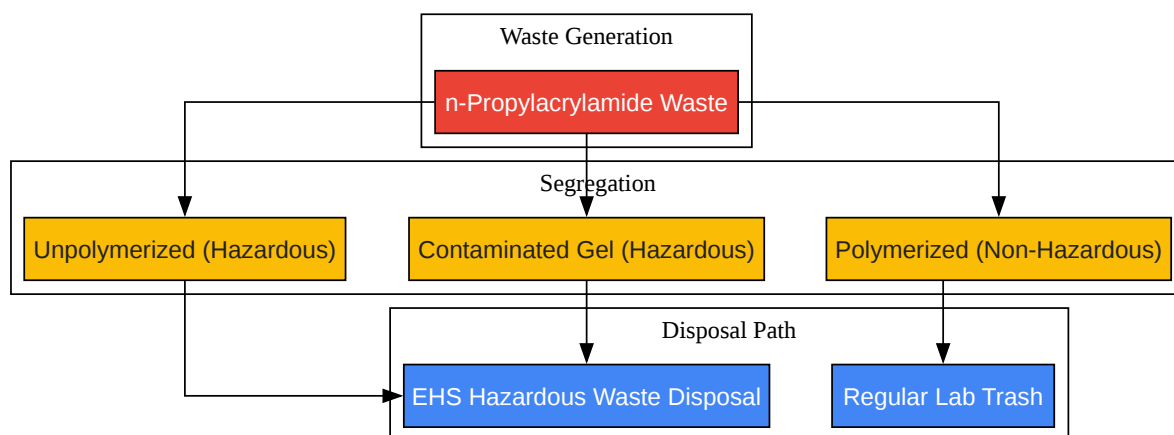 Waste Generation
n-Propylacrylamide Waste
Segregation
Unpolymerized (Hazardous)
Contaminated Gel (Hazardous)
Polymerized (Non-Hazardous)
Disposal Path
EHS Hazardous Waste Disposal
Regular Lab Trash